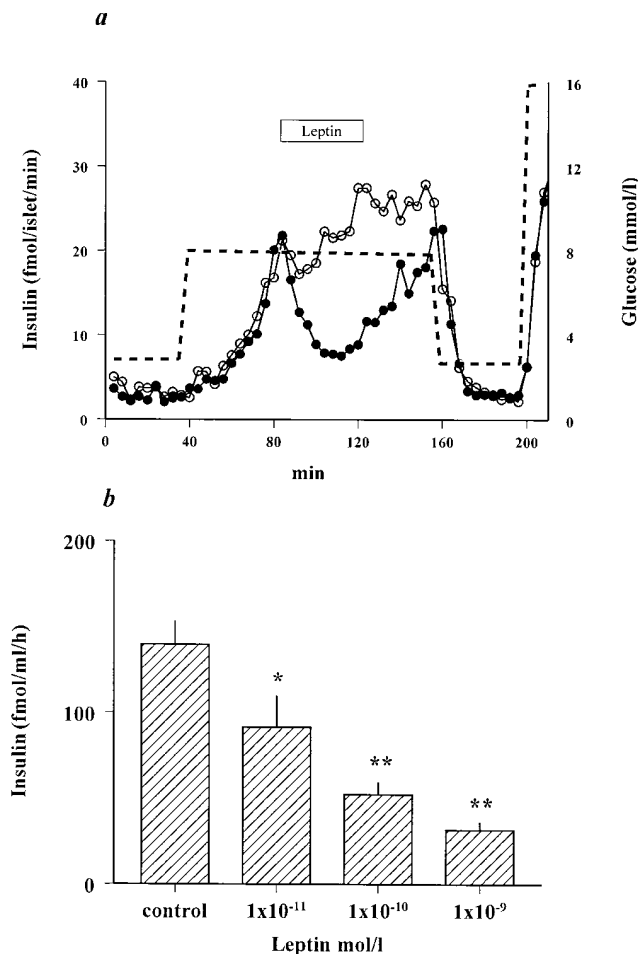 a
40
30
20
10
0
Insulin (fmol/islet/min)
Leptin
16
12
8
4
0
Glucose (mmol/l)
0 40 80 120 160 200
min
b
200
100
0
Insulin (fmol/ml/h)
*
**
**
control 1x10⁻¹¹ 1x10⁻¹⁰ 1x10⁻⁹
Leptin mol/l